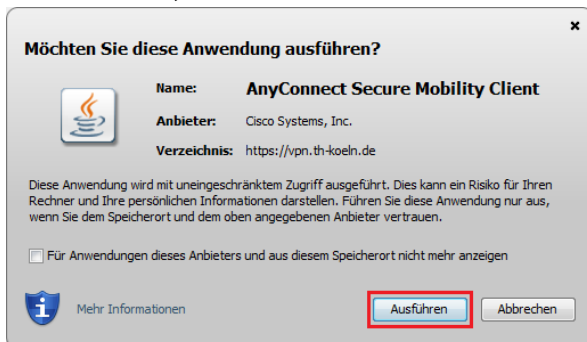 Möchten Sie diese Anwendung ausführen?
Name: AnyConnect Secure Mobility Client
Anbieter: Cisco Systems, Inc.
Verzeichnis: https://vpn.th-koeln.de
Diese Anwendung wird mit uneingeschränktem Zugriff ausgeführt. Dies kann ein Risiko für Ihren
Rechner und Ihre persönlichen Informationen darstellen. Führen Sie diese Anwendung nur aus,
wenn Sie dem Speicherort und dem oben angegebenen Anbieter vertrauen.
Für Anwendungen dieses Anbieters und aus diesem Speicherort nicht mehr anzeigen
Mehr Informationen Ausführen Abbrechen